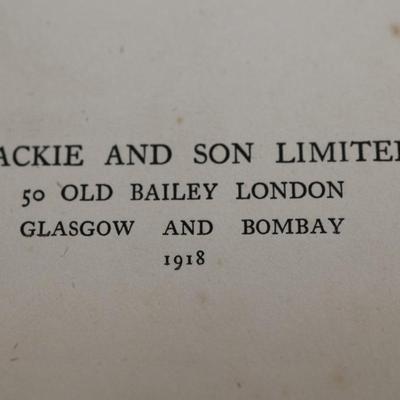 ACKIE AND SON LIMITE
50 OLD BAILEY LONDON
GLASGOW AND BOMBAY
1918